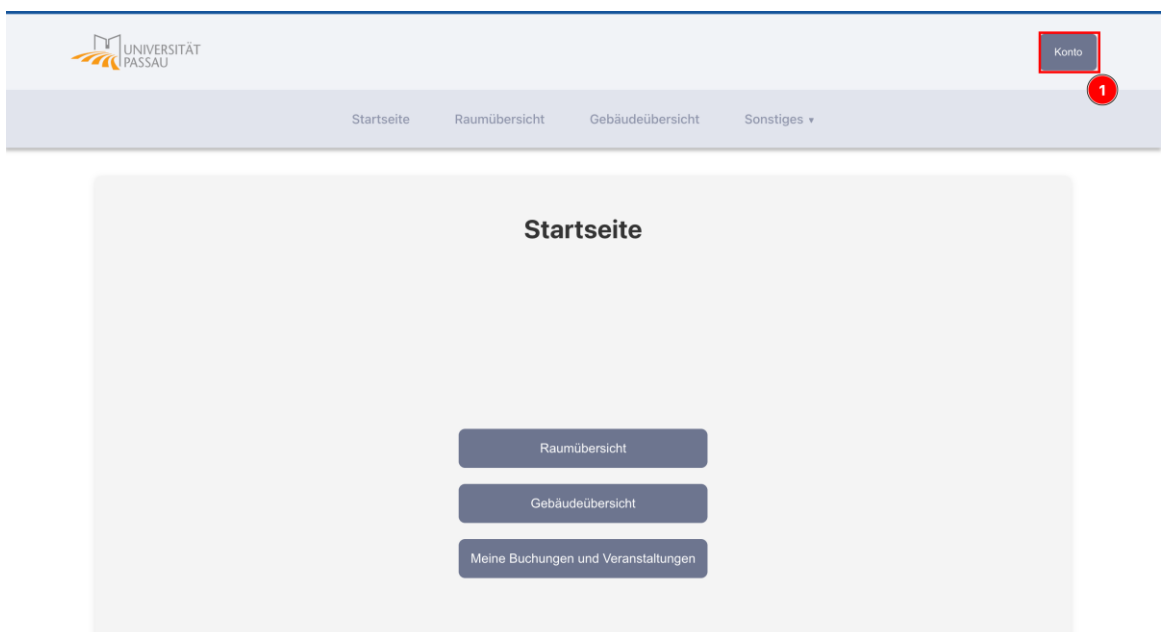 UNIVERSITÄT
PASSAU
Konto
1
Startseite Raumübersicht Gebäudeübersicht Sonstiges ▾
Startseite
Raumübersicht
Gebäudeübersicht
Meine Buchungen und Veranstaltungen